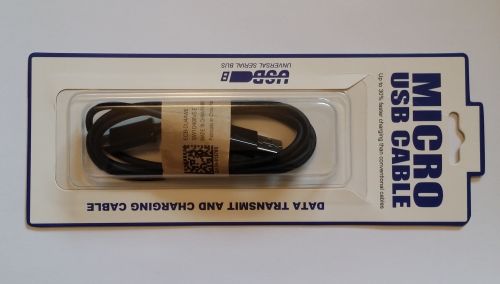 MICRO
USB CABLE
Up to 30% faster charging than conventional cables
USB
UNIVERSAL SERIAL BUS
DATA TRANSMIT AND CHARGING CABLE